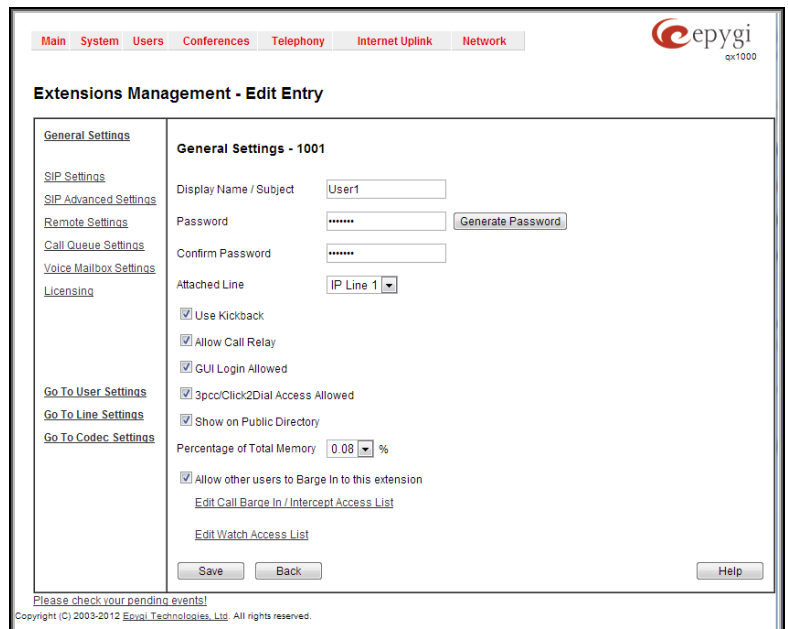 Main System Users Conferences Telephony Internet Uplink Network
epygi
qx1000
Extensions Management - Edit Entry
General Settings
SIP Settings
SIP Advanced Settings
Remote Settings
Call Queue Settings
Voice Mailbox Settings
Licensing
Go To User Settings
Go To Line Settings
Go To Codec Settings
General Settings - 1001
Display Name / Subject User1
Password ••••••• Generate Password
Confirm Password •••••••
Attached Line IP Line 1
Use Kickback
Allow Call Relay
GUI Login Allowed
3pcc/Click2Dial Access Allowed
Show on Public Directory
Percentage of Total Memory 0.08 %
Allow other users to Barge In to this extension
Edit Call Barge In / Intercept Access List
Edit Watch Access List
Save Back Help
Please check your pending events!
Copyright (C) 2003-2012 Epygi Technologies, Ltd. All rights reserved.